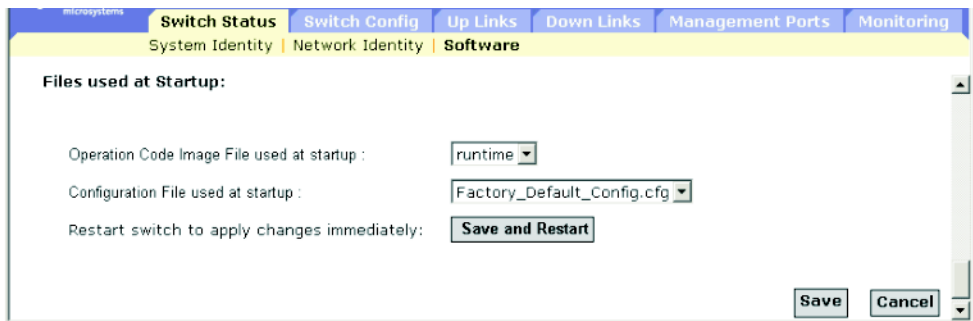 microsystems
Switch Status Switch Config Up Links Down Links Management Ports Monitoring
System Identity | Network Identity | Software
Files used at Startup:
Operation Code Image File used at startup : runtime
Configuration File used at startup : Factory_Default_Config.cfg
Restart switch to apply changes immediately: Save and Restart
Save Cancel